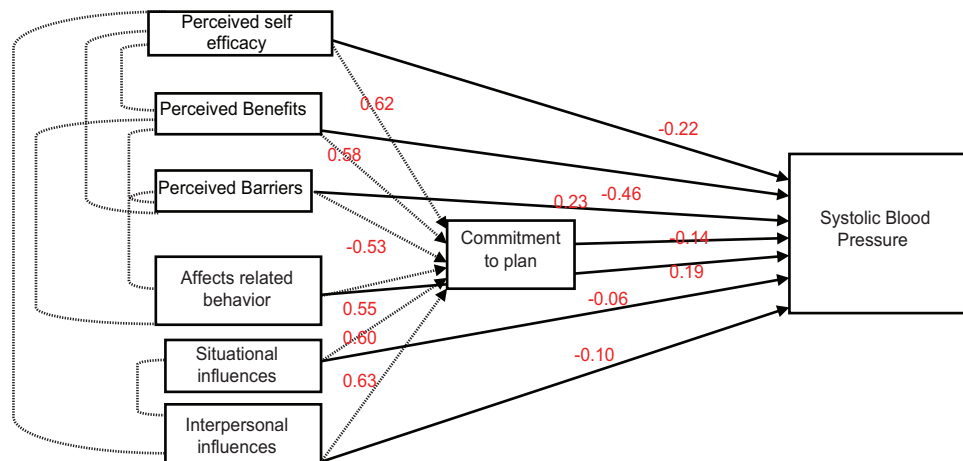 Perceived self
efficacy
0.62
Perceived Benefits
-0.22
0.58
Perceived Barriers
-0.46
0.23
Commitment
to plan
-0.14
Systolic Blood
Pressure
-0.53
Affects related
behavior
0.19
0.55
-0.06
0.60
Situational
influences
-0.10
0.63
Interpersonal
influences